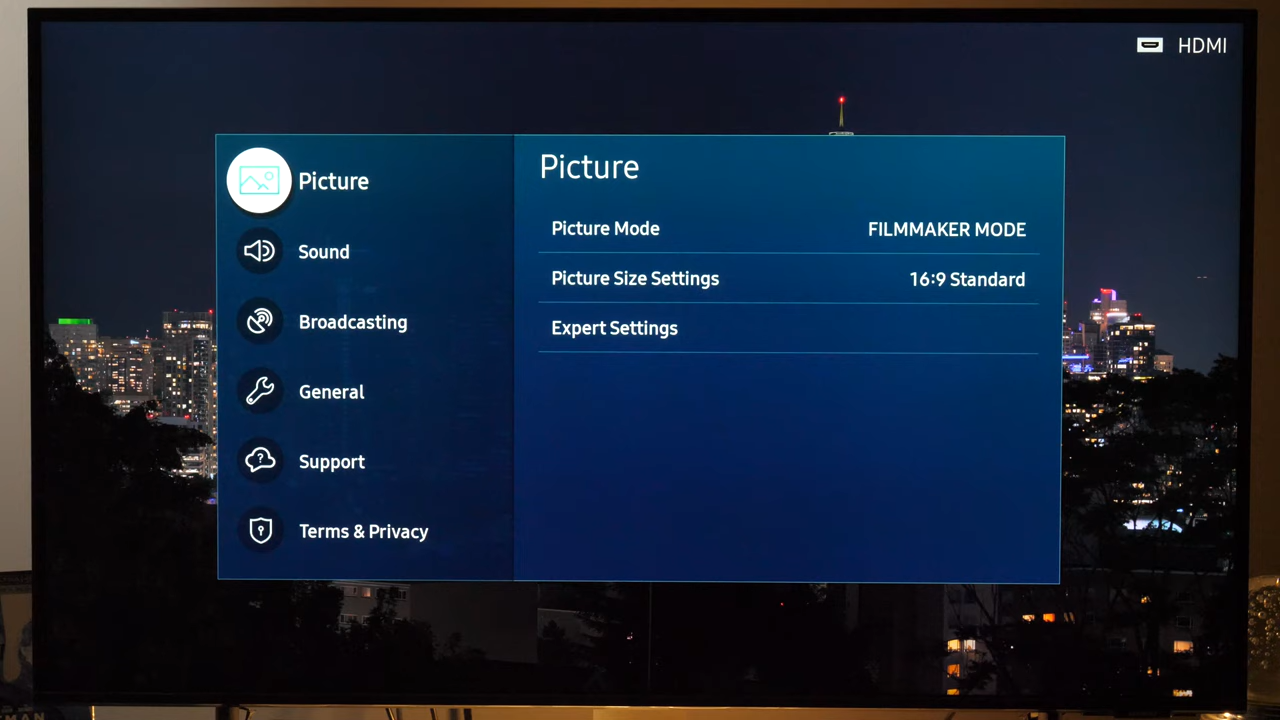 HDMI
Picture
Sound
Broadcasting
General
Support
Terms & Privacy
Picture
Picture Mode FILMMAKER MODE
Picture Size Settings 16:9 Standard
Expert Settings
MAN